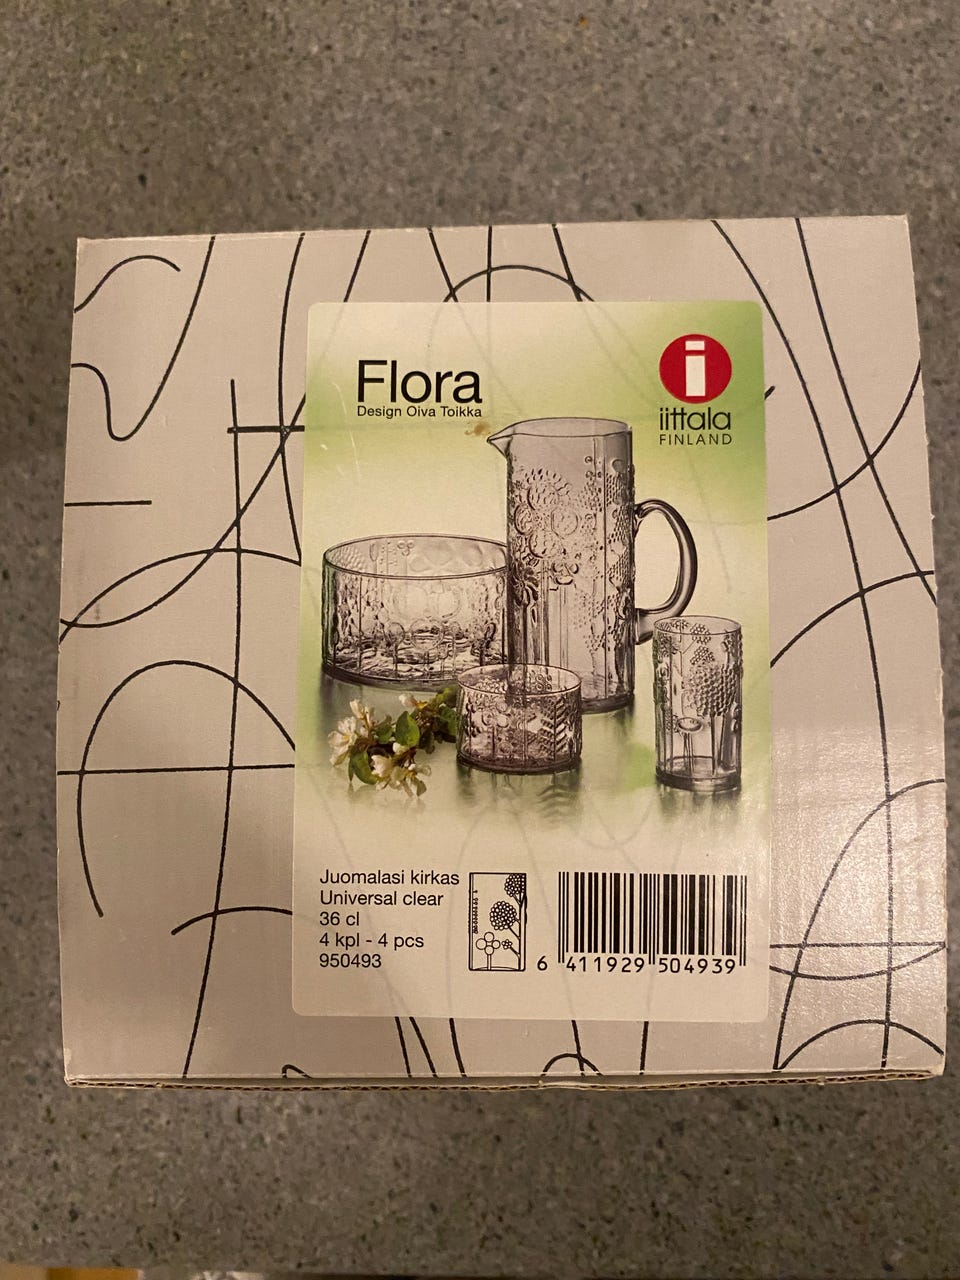 Flora
Design Oiva Toikka
iittala
FINLAND
Juomalasi kirkas
Universal clear
36 cl
4 kpl - 4 pcs
950493
6 411929 504939